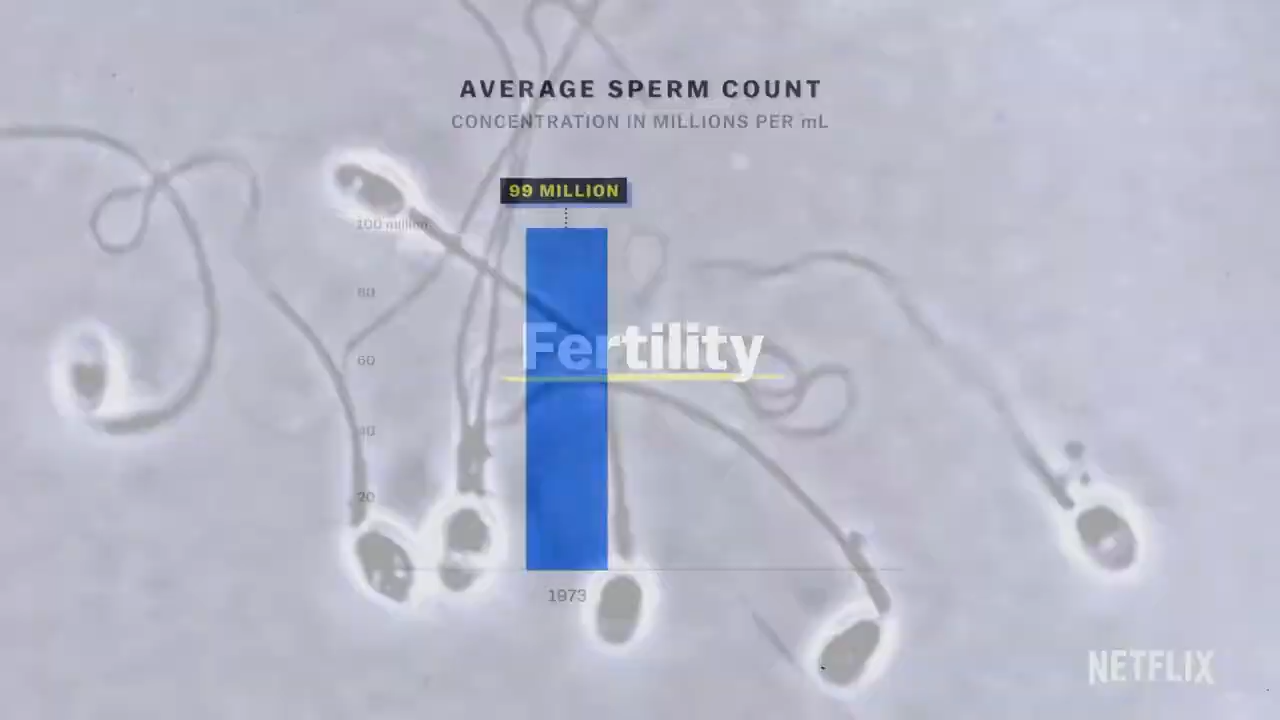 AVERAGE SPERM COUNT
CONCENTRATION IN MILLIONS PER mL
99 MILLION
100 million
80
Fertility
60
40
20
1973
NETFLIX